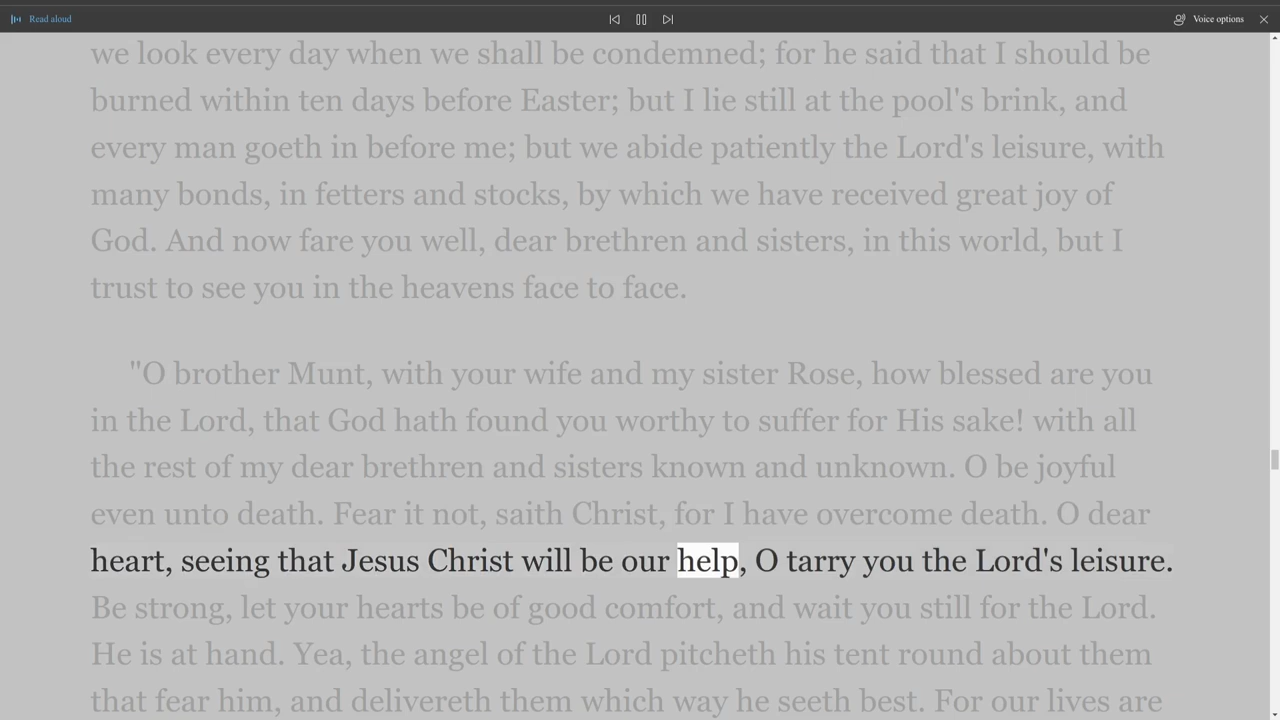 Read aloud
Voice options
we look every day when we shall be condemned; for he said that I should be
burned within ten days before Easter; but I lie still at the pool's brink, and
every man goeth in before me; but we abide patiently the Lord's leisure, with
many bonds, in fetters and stocks, by which we have received great joy of
God. And now fare you well, dear brethren and sisters, in this world, but I
trust to see you in the heavens face to face.
"O brother Munt, with your wife and my sister Rose, how blessed are you
in the Lord, that God hath found you worthy to suffer for His sake! with all
the rest of my dear brethren and sisters known and unknown. O be joyful
even unto death. Fear it not, saith Christ, for I have overcome death. O dear
heart, seeing that Jesus Christ will be our help, O tarry you the Lord's leisure.
Be strong, let your hearts be of good comfort, and wait you still for the Lord.
He is at hand. Yea, the angel of the Lord pitcheth his tent round about them
that fear him, and delivereth them which way he seeth best. For our lives are